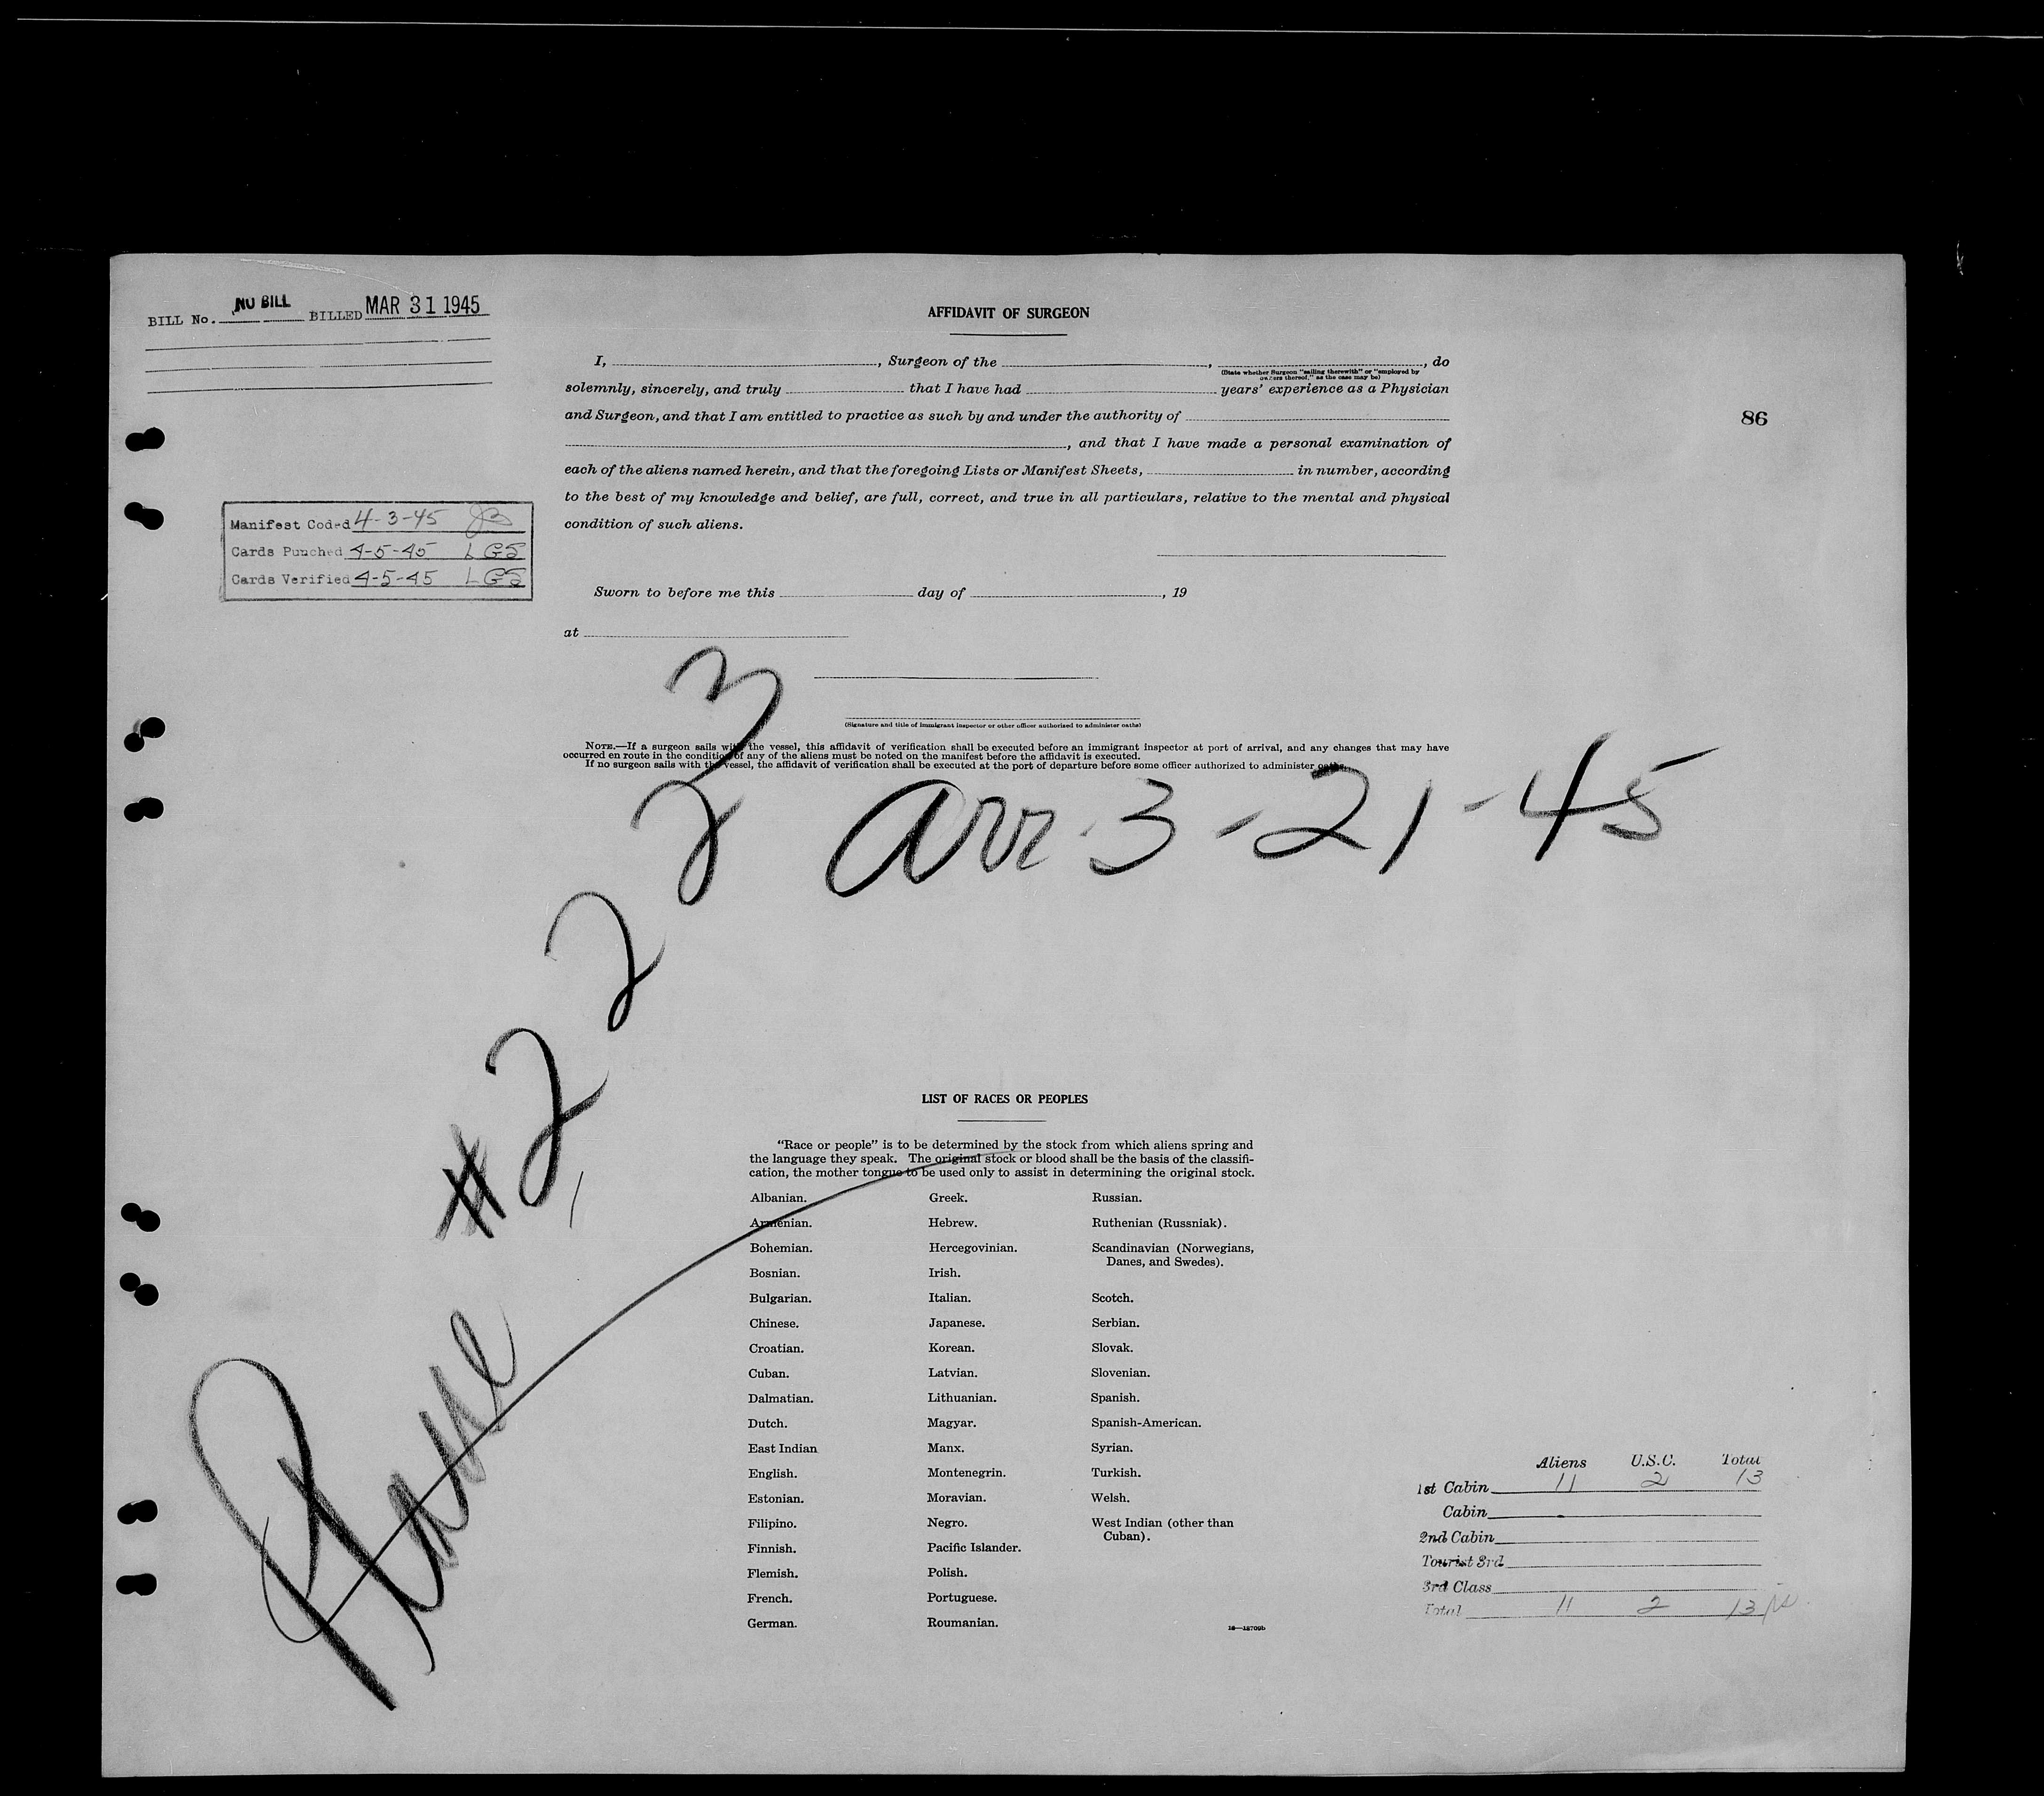 BILL No. NO BILL BILLED MAR 31 1945
AFFIDAVIT OF SURGEON
I, , Surgeon of the , , do
(State whether Surgeon "sailing therewith" or "employed by
owners thereof," as the case may be)
solemnly, sincerely, and truly that I have had years' experience as a Physician
and Surgeon, and that I am entitled to practice as such by and under the authority of
, and that I have made a personal examination of
each of the aliens named herein, and that the foregoing Lists or Manifest Sheets, in number, according
to the best of my knowledge and belief, are full, correct, and true in all particulars, relative to the mental and physical
condition of such aliens.
86
Manifest Coded 4-3-45 JB
Cards Punched 4-5-45 LGS
Cards Verified 4-5-45 LGS
Sworn to before me this day of , 19
at
(Signature and title of immigrant inspector or other officer authorized to administer oaths)
NOTE.—If a surgeon sails with the vessel, this affidavit of verification shall be executed before an immigrant inspector at port of arrival, and any changes that may have
occurred en route in the condition of any of the aliens must be noted on the manifest before the affidavit is executed.
If no surgeon sails with the vessel, the affidavit of verification shall be executed at the port of departure before some officer authorized to administer oaths.
Plane #2223
arr 3-21-45
LIST OF RACES OR PEOPLES
"Race or people" is to be determined by the stock from which aliens spring and
the language they speak. The original stock or blood shall be the basis of the classifi-
cation, the mother tongue to be used only to assist in determining the original stock.
Albanian.
Armenian.
Bohemian.
Bosnian.
Bulgarian.
Chinese.
Croatian.
Cuban.
Dalmatian.
Dutch.
East Indian
English.
Estonian.
Filipino.
Finnish.
Flemish.
French.
German.
Greek.
Hebrew.
Hercegovinian.
Irish.
Italian.
Japanese.
Korean.
Latvian.
Lithuanian.
Magyar.
Manx.
Montenegrin.
Moravian.
Negro.
Pacific Islander.
Polish.
Portuguese.
Roumanian.
Russian.
Ruthenian (Russniak).
Scandinavian (Norwegians,
Danes, and Swedes).
Scotch.
Serbian.
Slovak.
Slovenian.
Spanish.
Spanish-American.
Syrian.
Turkish.
Welsh.
West Indian (other than
Cuban).
16—18709b
Aliens U.S.C. Total
1st Cabin 11 2 13
Cabin
2nd Cabin
Tourist 3rd
3rd Class
Total 11 2 13